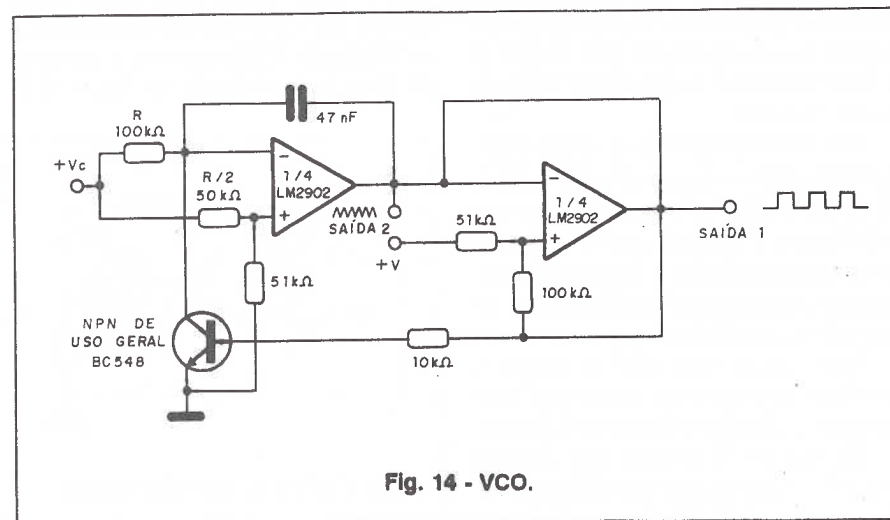 R
100kΩ
47 nF
+Vc
R/2
50kΩ
−
1/4
LM2902
+
SAÍDA 2
+V
51kΩ
−
1/4
LM2902
+
SAÍDA 1
51kΩ
100kΩ
NPN DE
USO GERAL
BC548
10kΩ
Fig. 14 - VCO.